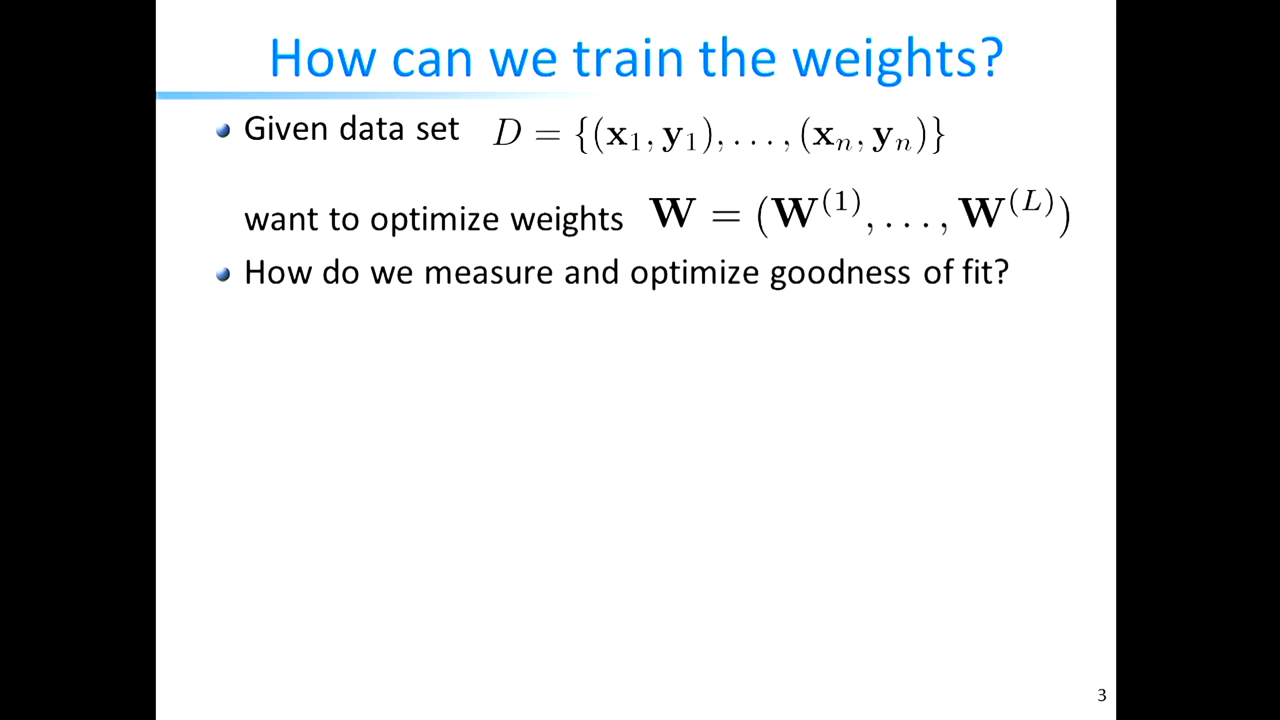 How can we train the weights?
Given data set D = {(x₁, y₁), . . . , (xₙ, yₙ)}
want to optimize weights W = (W⁽¹⁾, . . . , W⁽ᴸ⁾)
How do we measure and optimize goodness of fit?
3